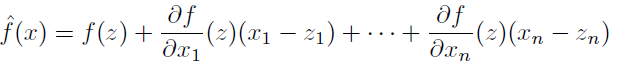 f̂(x) = f(z) + ∂f/∂x₁ (z)(x₁ − z₁) + ⋯ + ∂f/∂xₙ (z)(xₙ − zₙ)